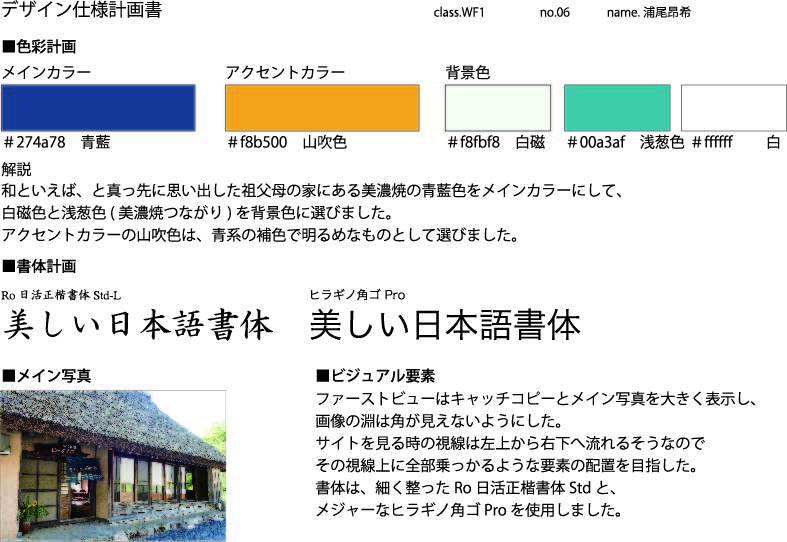 デザイン仕様計画書 class.WF1 no.06 name. 浦尾昂希
■色彩計画
メインカラー アクセントカラー 背景色
＃274a78 青藍 ＃f8b500 山吹色 ＃f8fbf8 白磁 ＃00a3af 浅葱色 ＃ffffff 白
解説
和といえば、と真っ先に思い出した祖父母の家にある美濃焼の青藍色をメインカラーにして、
白磁色と浅葱色 ( 美濃焼つながり ) を背景色に選びました。
アクセントカラーの山吹色は、青系の補色で明るめなものとして選びました。
■書体計画
Ro 日活正楷書体 Std-L ヒラギノ角ゴ Pro
美しい日本語書体 美しい日本語書体
■メイン写真
■ビジュアル要素
ファーストビューはキャッチコピーとメイン写真を大きく表示し、
画像の淵は角が見えないようにした。
サイトを見る時の視線は左上から右下へ流れるそうなので
その視線上に全部乗っかるような要素の配置を目指した。
書体は、細く整った Ro 日活正楷書体 Std と、
メジャーなヒラギノ角ゴ Pro を使用しました。